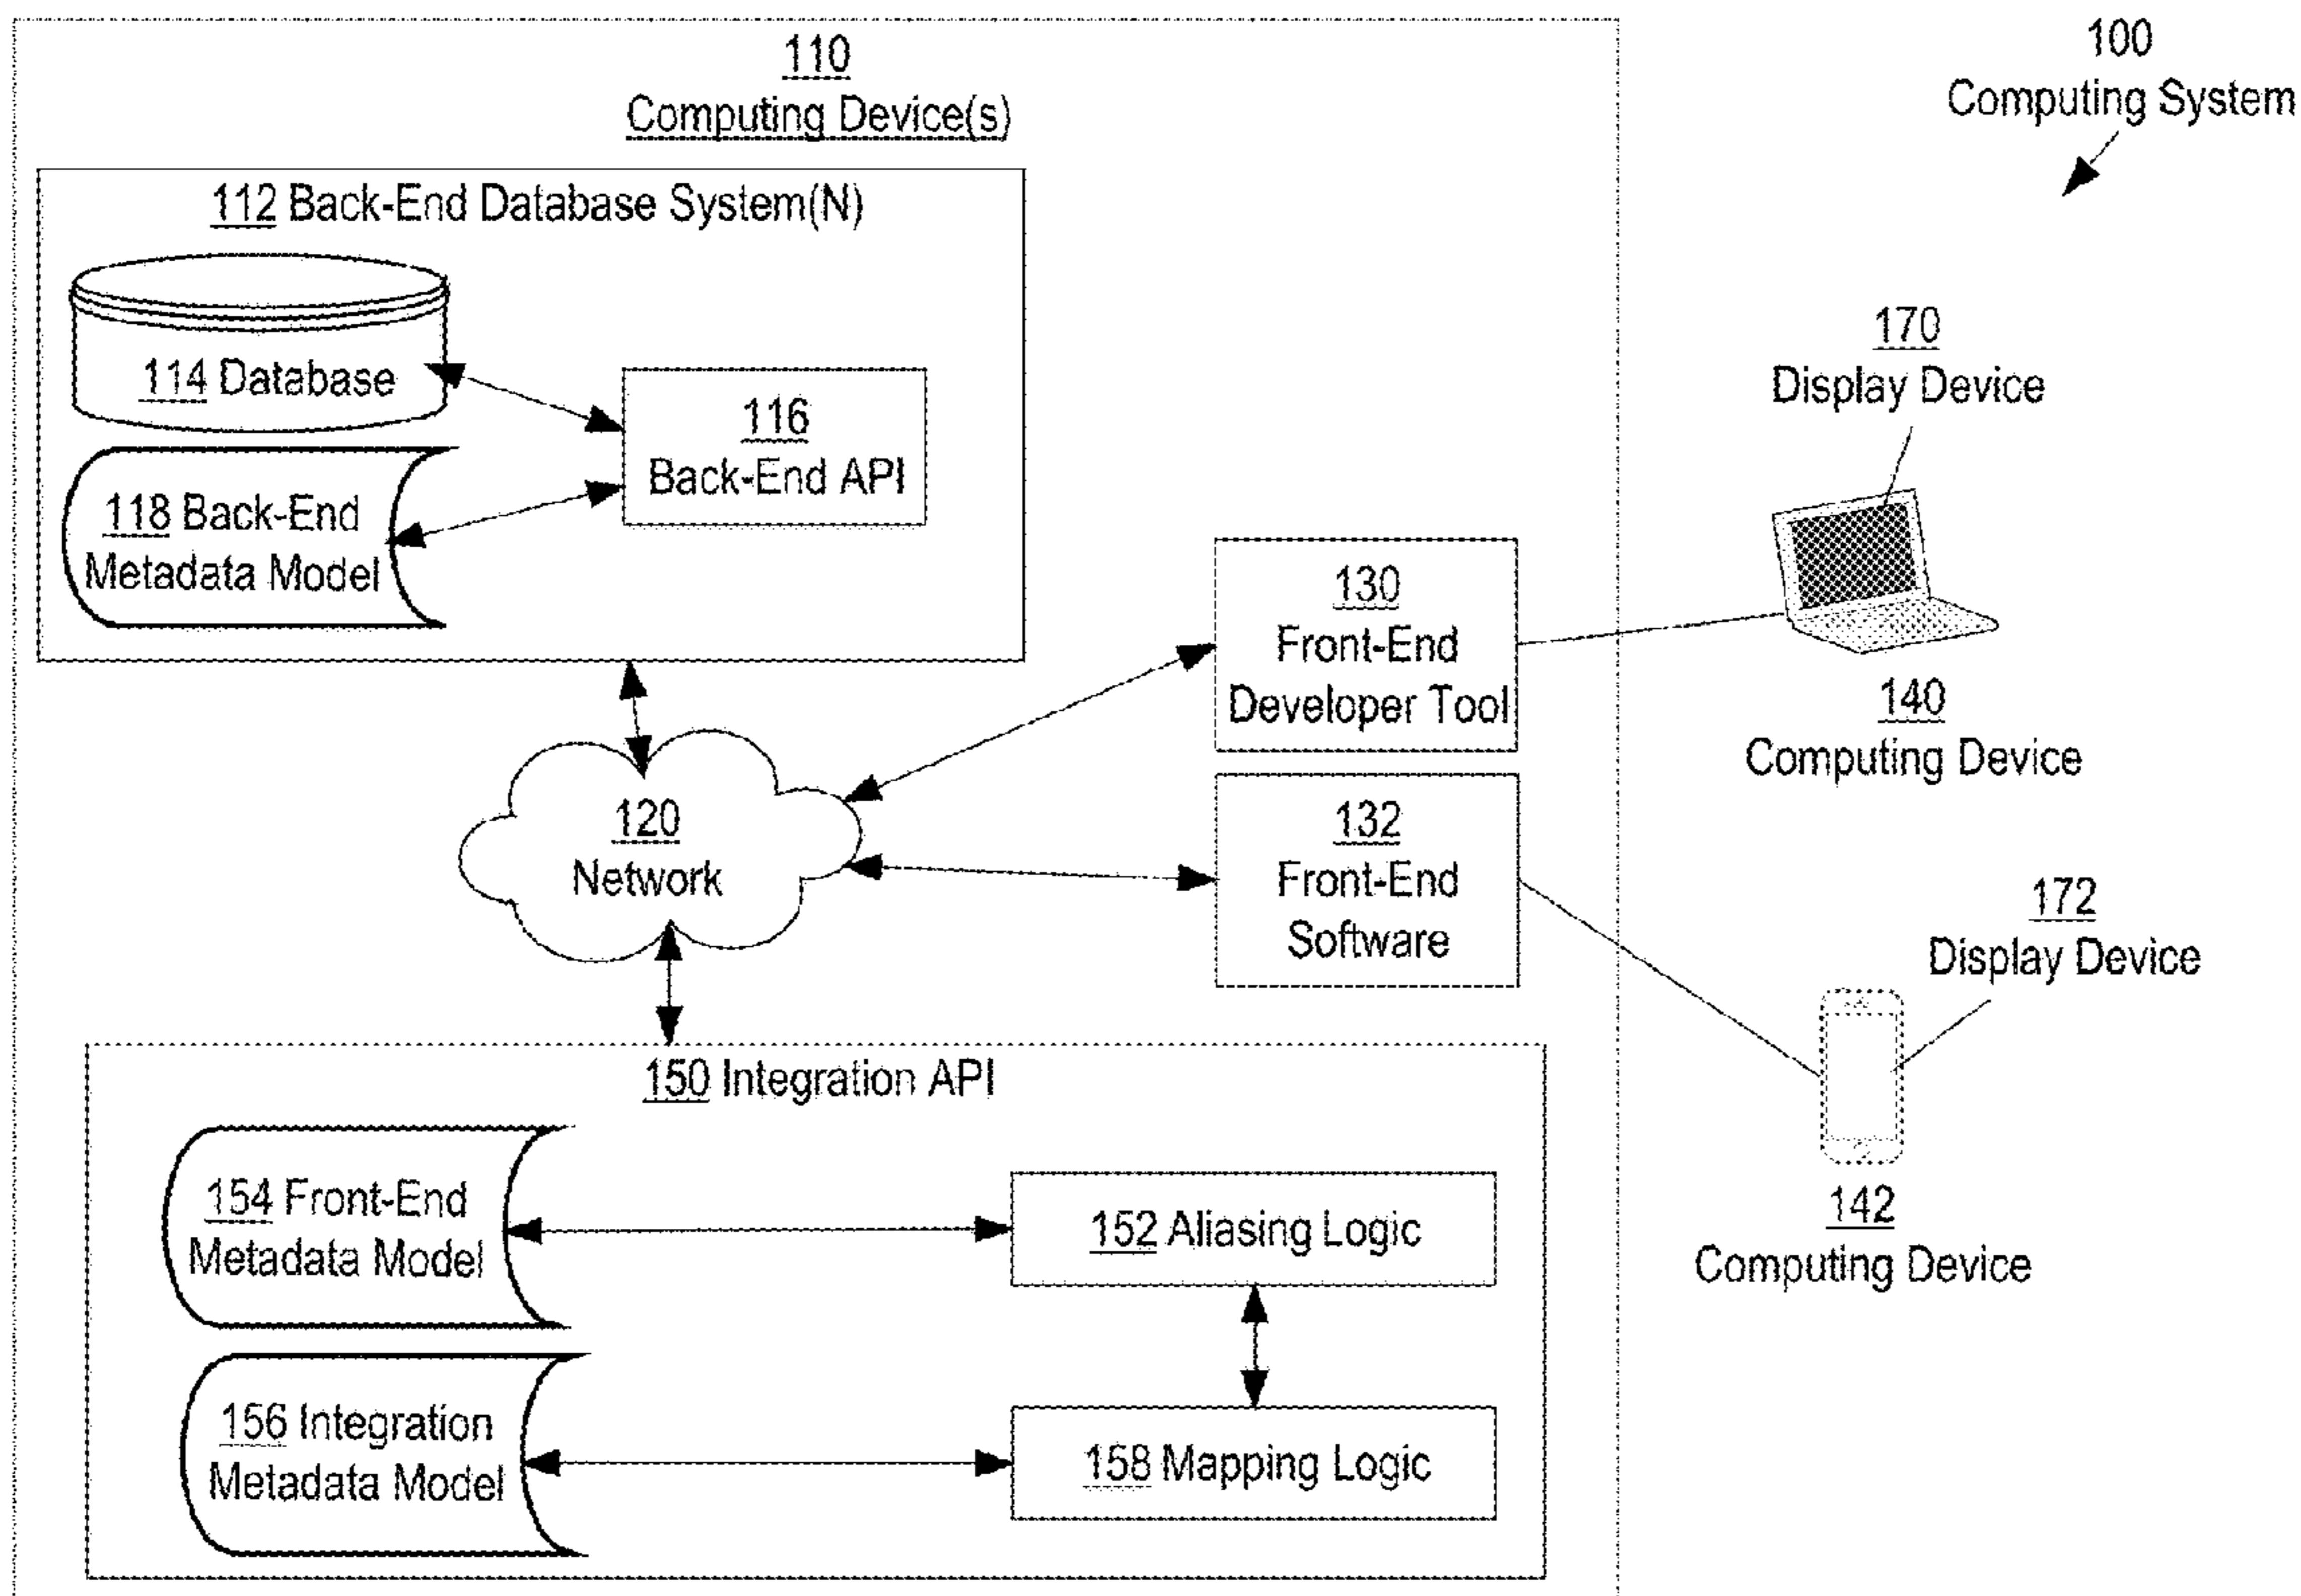 110
Computing Device(s)
100
Computing System
112 Back-End Database System(N)
114 Database
116
Back-End API
118 Back-End
Metadata Model
170
Display Device
130
Front-End
Developer Tool
140
Computing Device
120
Network
132
Front-End
Software
172
Display Device
150 Integration API
154 Front-End
Metadata Model
152 Aliasing Logic
142
Computing Device
156 Integration
Metadata Model
158 Mapping Logic